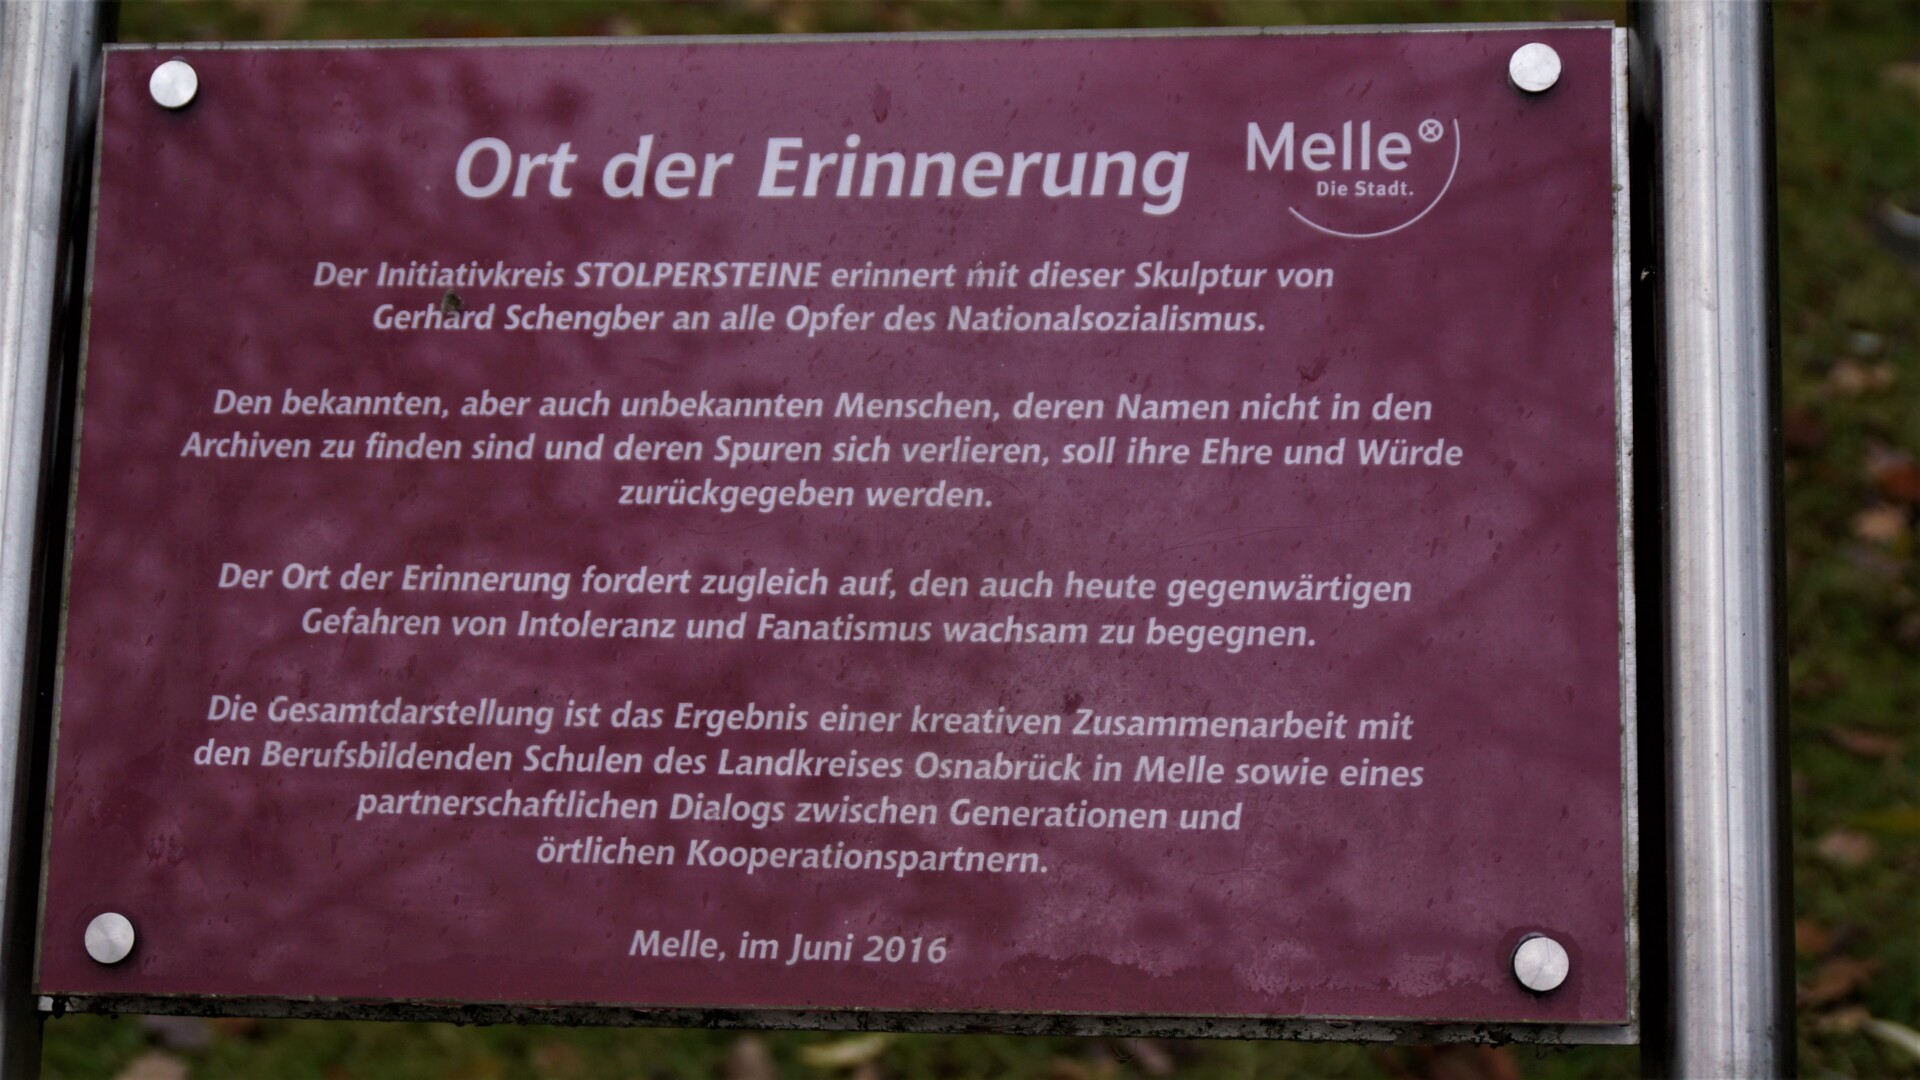 Ort der Erinnerung
Melle
Die Stadt.
Der Initiativkreis STOLPERSTEINE erinnert mit dieser Skulptur von
Gerhard Schengber an alle Opfer des Nationalsozialismus.
Den bekannten, aber auch unbekannten Menschen, deren Namen nicht in den
Archiven zu finden sind und deren Spuren sich verlieren, soll ihre Ehre und Würde
zurückgegeben werden.
Der Ort der Erinnerung fordert zugleich auf, den auch heute gegenwärtigen
Gefahren von Intoleranz und Fanatismus wachsam zu begegnen.
Die Gesamtdarstellung ist das Ergebnis einer kreativen Zusammenarbeit mit
den Berufsbildenden Schulen des Landkreises Osnabrück in Melle sowie eines
partnerschaftlichen Dialogs zwischen Generationen und
örtlichen Kooperationspartnern.
Melle, im Juni 2016